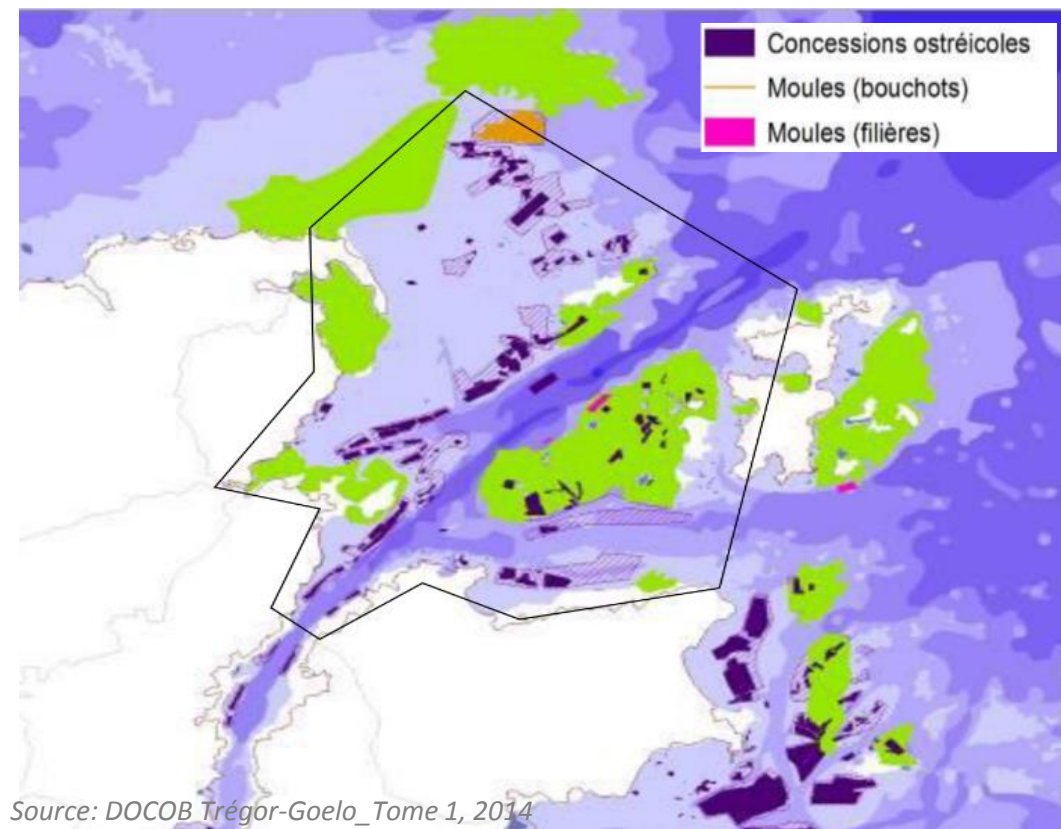 Concessions ostréicoles
Moules (bouchots)
Moules (filières)
Source: DOCOB Trégor-Goelo_Tome 1, 2014